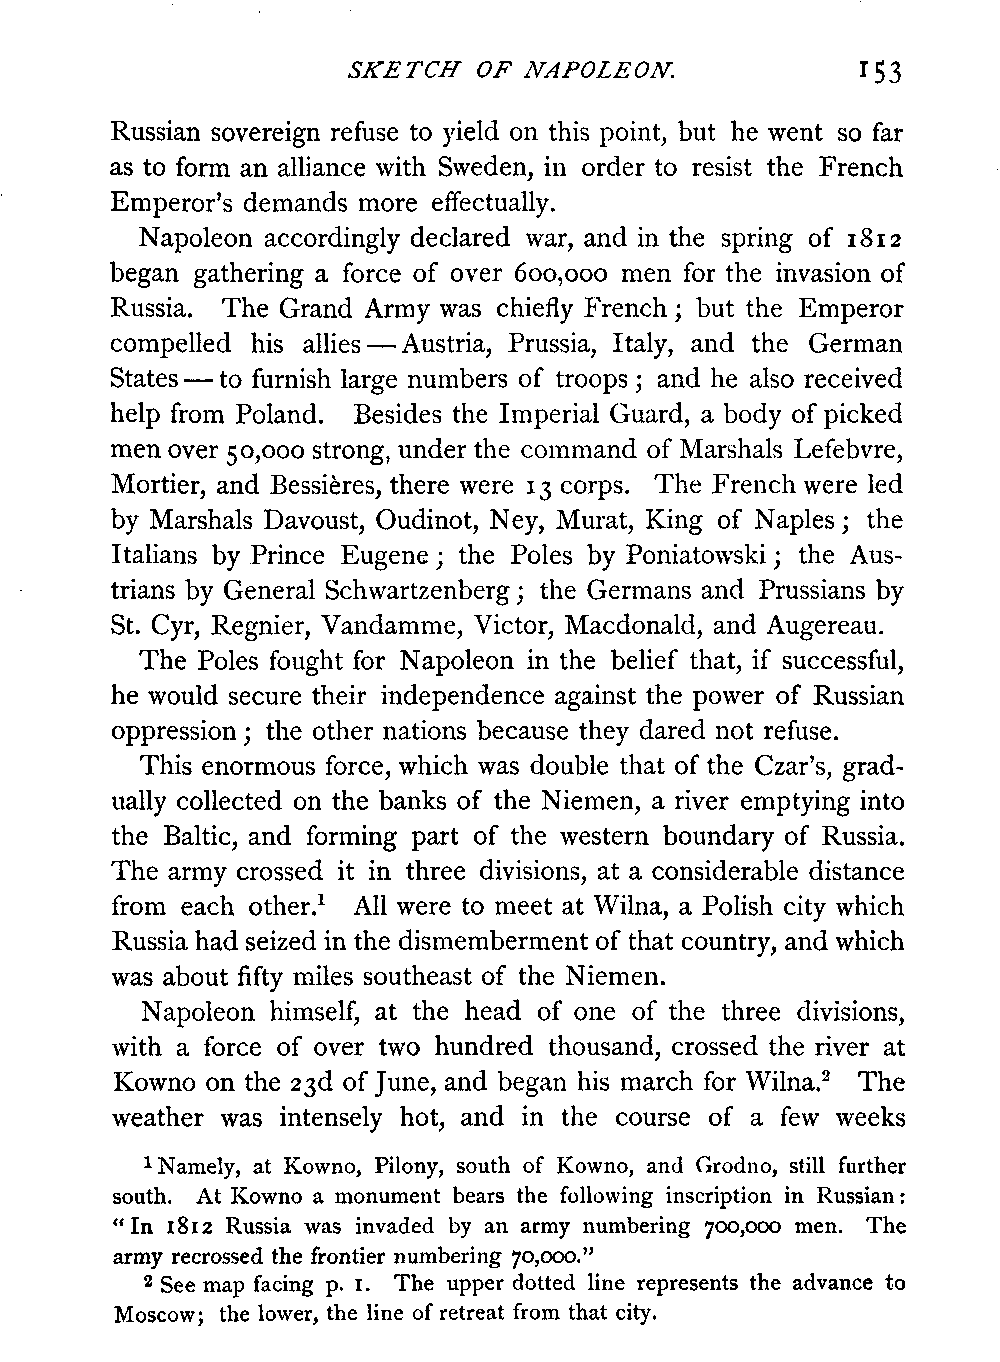 SKETCH OF NAPOLEON. 153
Russian sovereign refuse to yield on this point, but he went so far
as to form an alliance with Sweden, in order to resist the French
Emperor's demands more effectually.
Napoleon accordingly declared war, and in the spring of 1812
began gathering a force of over 600,000 men for the invasion of
Russia. The Grand Army was chiefly French; but the Emperor
compelled his allies — Austria, Prussia, Italy, and the German
States — to furnish large numbers of troops; and he also received
help from Poland. Besides the Imperial Guard, a body of picked
men over 50,000 strong, under the command of Marshals Lefebvre,
Mortier, and Bessières, there were 13 corps. The French were led
by Marshals Davoust, Oudinot, Ney, Murat, King of Naples; the
Italians by Prince Eugene; the Poles by Poniatowski; the Aus-
trians by General Schwartzenberg; the Germans and Prussians by
St. Cyr, Regnier, Vandamme, Victor, Macdonald, and Augereau.
The Poles fought for Napoleon in the belief that, if successful,
he would secure their independence against the power of Russian
oppression; the other nations because they dared not refuse.
This enormous force, which was double that of the Czar's, grad-
ually collected on the banks of the Niemen, a river emptying into
the Baltic, and forming part of the western boundary of Russia.
The army crossed it in three divisions, at a considerable distance
from each other.¹ All were to meet at Wilna, a Polish city which
Russia had seized in the dismemberment of that country, and which
was about fifty miles southeast of the Niemen.
Napoleon himself, at the head of one of the three divisions,
with a force of over two hundred thousand, crossed the river at
Kowno on the 23d of June, and began his march for Wilna.² The
weather was intensely hot, and in the course of a few weeks
¹ Namely, at Kowno, Pilony, south of Kowno, and Grodno, still further
south. At Kowno a monument bears the following inscription in Russian:
"In 1812 Russia was invaded by an army numbering 700,000 men. The
army recrossed the frontier numbering 70,000."
² See map facing p. 1. The upper dotted line represents the advance to
Moscow; the lower, the line of retreat from that city.